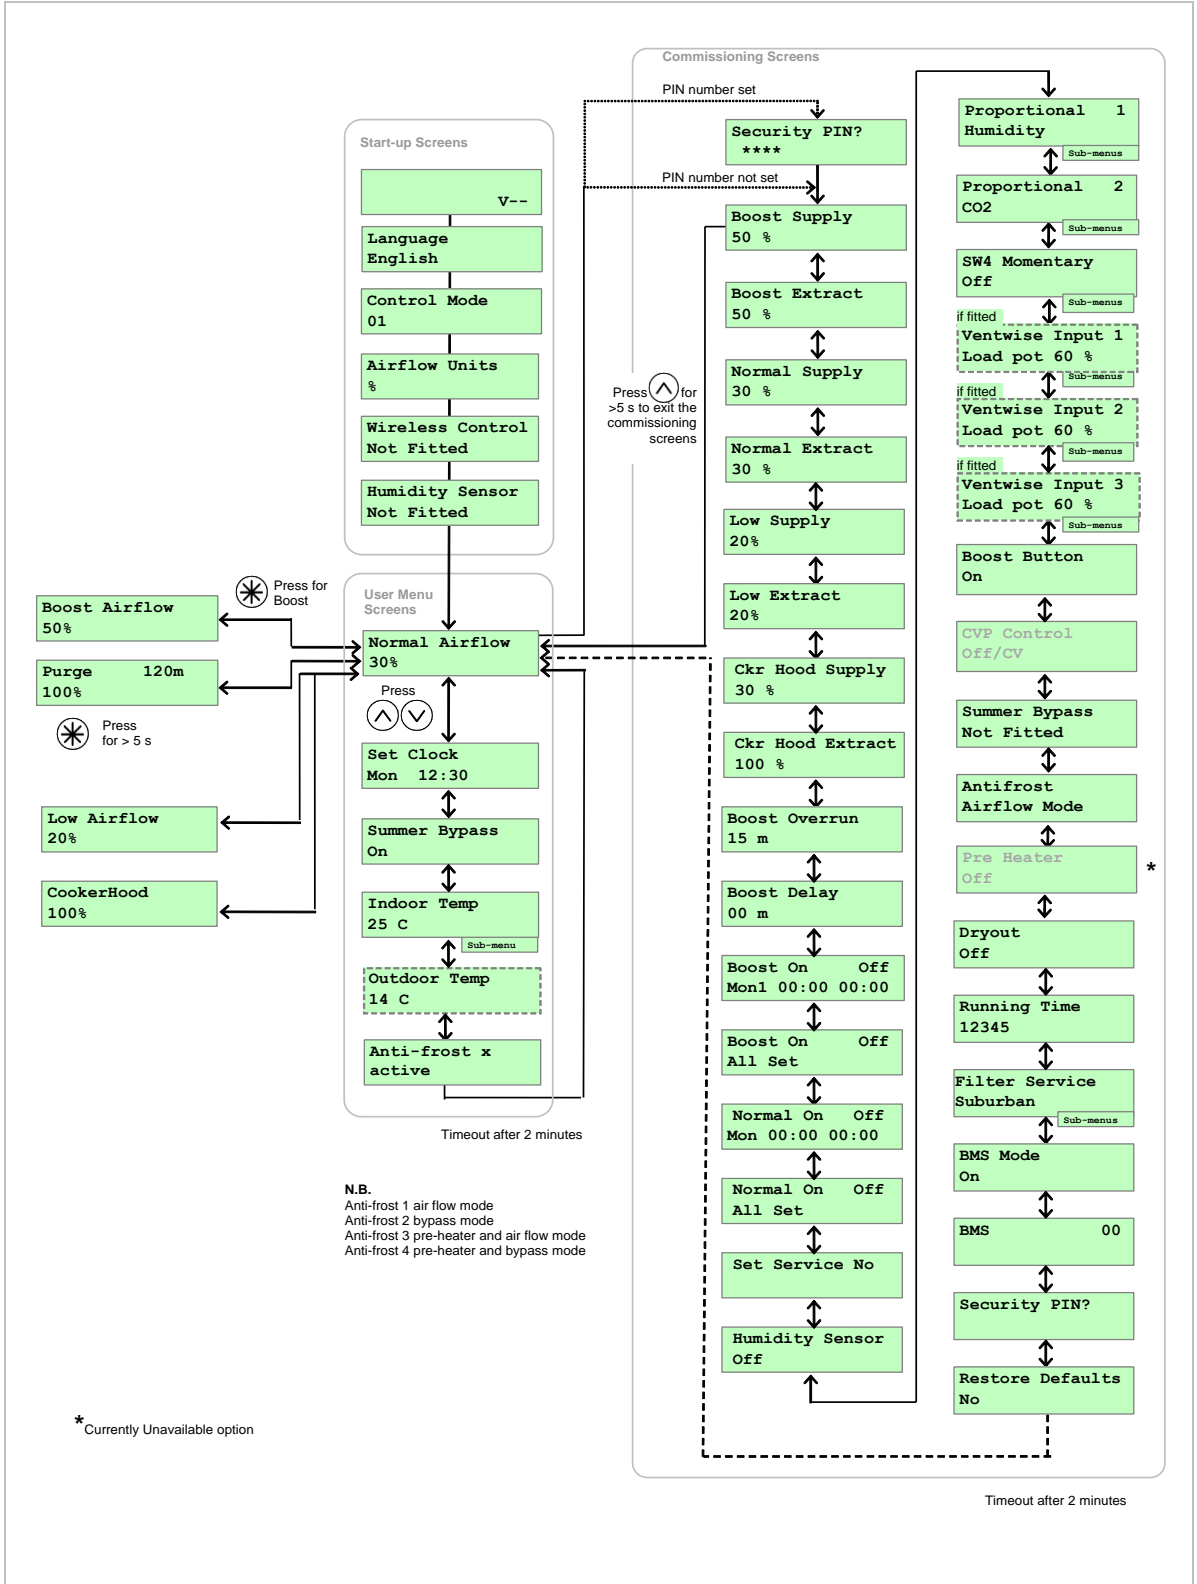 Commissioning Screens
PIN number set
Security PIN?
****
PIN number not set
Boost Supply
50 %
Boost Extract
50 %
Normal Supply
30 %
Press for
>5 s to exit the
commissioning
screens
Normal Extract
30 %
Low Supply
20%
Low Extract
20%
Ckr Hood Supply
30 %
Ckr Hood Extract
100 %
Boost Overrun
15 m
Boost Delay
00 m
Boost On Off
Mon1 00:00 00:00
Boost On Off
All Set
Normal On Off
Mon 00:00 00:00
Normal On Off
All Set
Set Service No
Humidity Sensor
Off
Proportional 1
Humidity
Sub-menus
Proportional 2
CO2
Sub-menus
SW4 Momentary
Off
Sub-menus
if fitted
Ventwise Input 1
Load pot 60 %
Sub-menus
if fitted
Ventwise Input 2
Load pot 60 %
Sub-menus
if fitted
Ventwise Input 3
Load pot 60 %
Sub-menus
Boost Button
On
CVP Control
Off/CV
Summer Bypass
Not Fitted
Antifrost
Airflow Mode
Pre Heater
Off
*
Dryout
Off
Running Time
12345
Filter Service
Suburban
Sub-menus
BMS Mode
On
BMS 00
Security PIN?
Restore Defaults
No
Timeout after 2 minutes
Start-up Screens
V--
Language
English
Control Mode
01
Airflow Units
%
Wireless Control
Not Fitted
Humidity Sensor
Not Fitted
User Menu
Screens
Normal Airflow
30%
Press
Set Clock
Mon 12:30
Summer Bypass
On
Indoor Temp
25 C
Sub-menu
Outdoor Temp
14 C
Anti-frost x
active
Timeout after 2 minutes
Press for
Boost
Boost Airflow
50%
Purge 120m
100%
Press
for > 5 s
Low Airflow
20%
CookerHood
100%
N.B.
Anti-frost 1 air flow mode
Anti-frost 2 bypass mode
Anti-frost 3 pre-heater and air flow mode
Anti-frost 4 pre-heater and bypass mode
*Currently Unavailable option